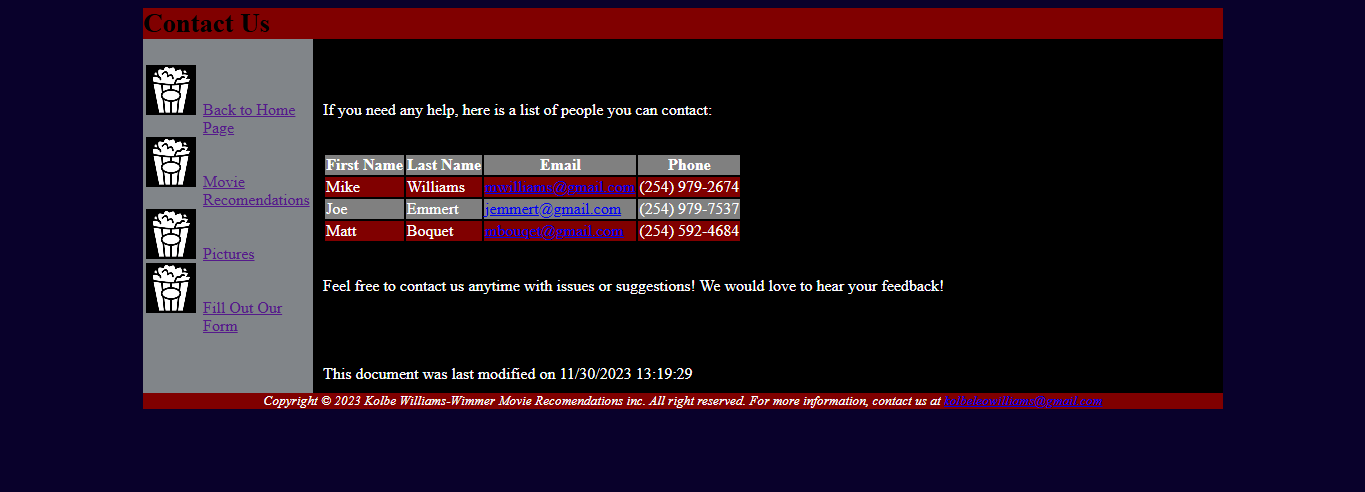 Contact Us
Back to Home
Page
Movie
Recomendations
Pictures
Fill Out Our
Form
If you need any help, here is a list of people you can contact:
First Name Last Name Email Phone
Mike Williams mwilliams@gmail.com (254) 979-2674
Joe Emmert jemmert@gmail.com (254) 979-7537
Matt Boquet (254) 592-4684
Feel free to contact us anytime with issues or suggestions! We would love to hear your feedback!
This document was last modified on 11/30/2023 13:19:29
Copyright © 2023 Kolbe Williams-Wimmer Movie Recomendations inc. All right reserved. For more information, contact us at